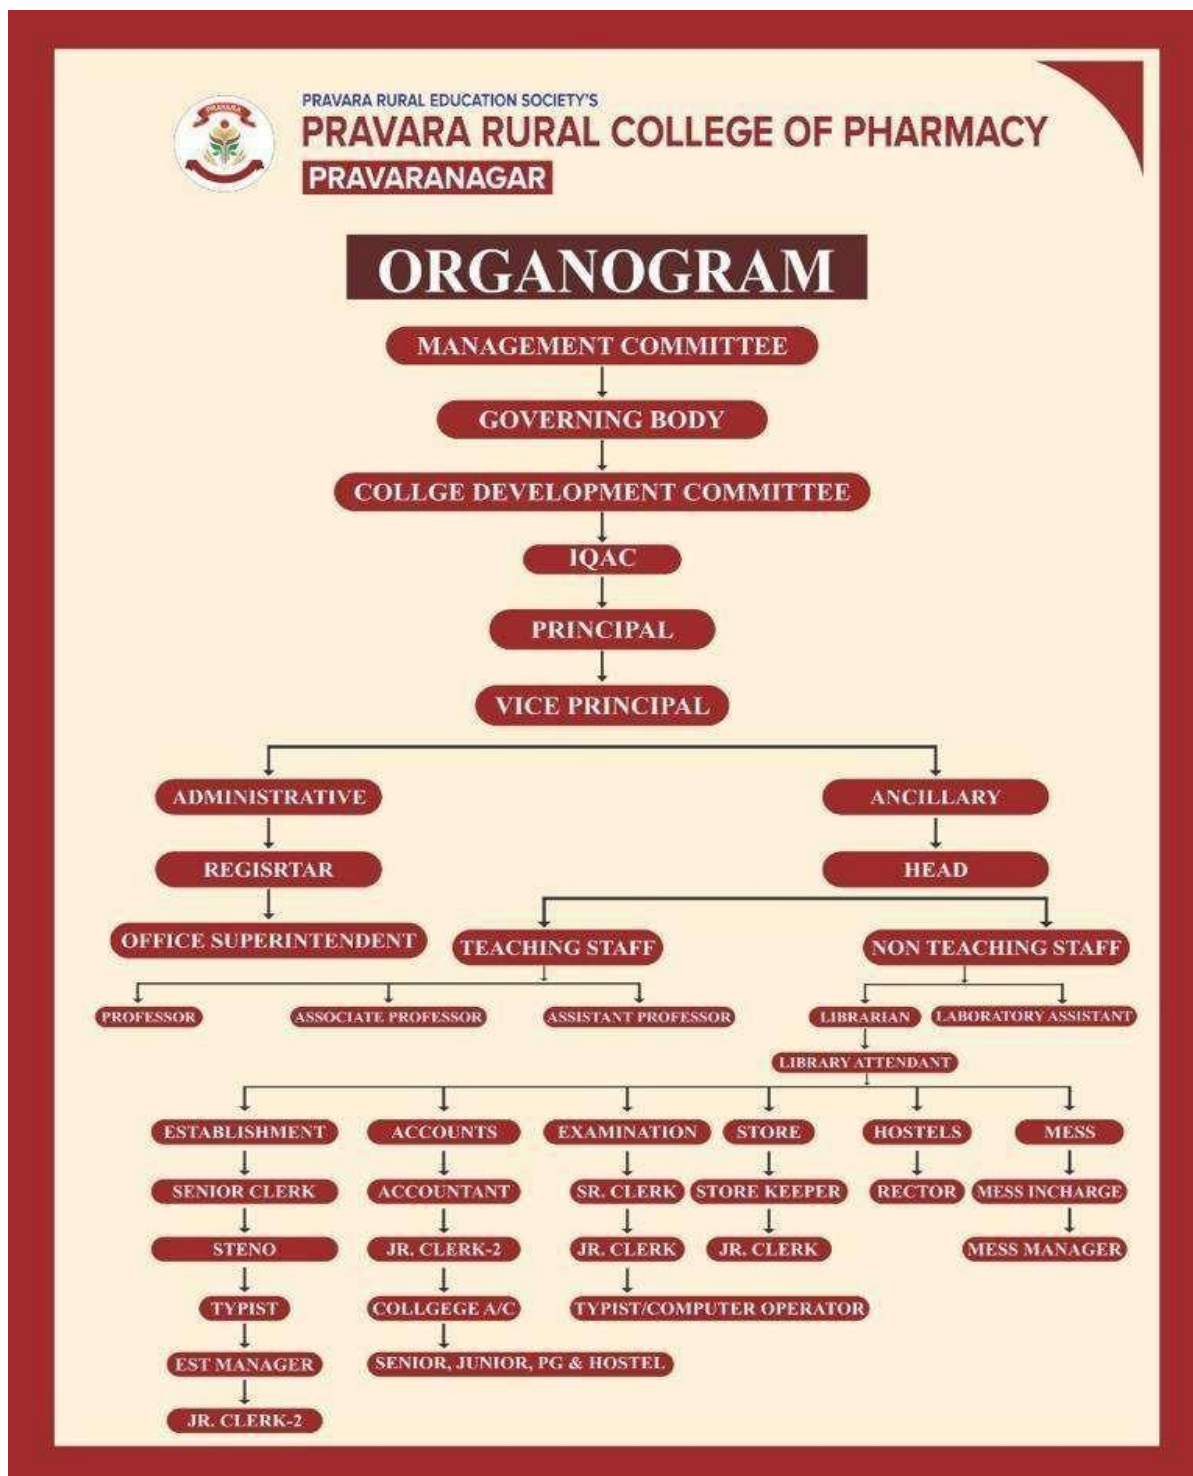 PRAVARA
PRAVARA RURAL EDUCATION SOCIETY'S
PRAVARA RURAL COLLEGE OF PHARMACY
PRAVARANAGAR
ORGANOGRAM
MANAGEMENT COMMITTEE
GOVERNING BODY
COLLGE DEVELOPMENT COMMITTEE
IQAC
PRINCIPAL
VICE PRINCIPAL
ADMINISTRATIVE ANCILLARY
REGISRTAR HEAD
OFFICE SUPERINTENDENT TEACHING STAFF NON TEACHING STAFF
PROFESSOR ASSOCIATE PROFESSOR ASSISTANT PROFESSOR LIBRARIAN LABORATORY ASSISTANT
LIBRARY ATTENDANT
ESTABLISHMENT ACCOUNTS EXAMINATION STORE HOSTELS MESS
SENIOR CLERK ACCOUNTANT SR. CLERK STORE KEEPER RECTOR MESS INCHARGE
STENO JR. CLERK-2 JR. CLERK JR. CLERK MESS MANAGER
TYPIST COLLGEGE A/C TYPIST/COMPUTER OPERATOR
EST MANAGER SENIOR, JUNIOR, PG & HOSTEL
JR. CLERK-2